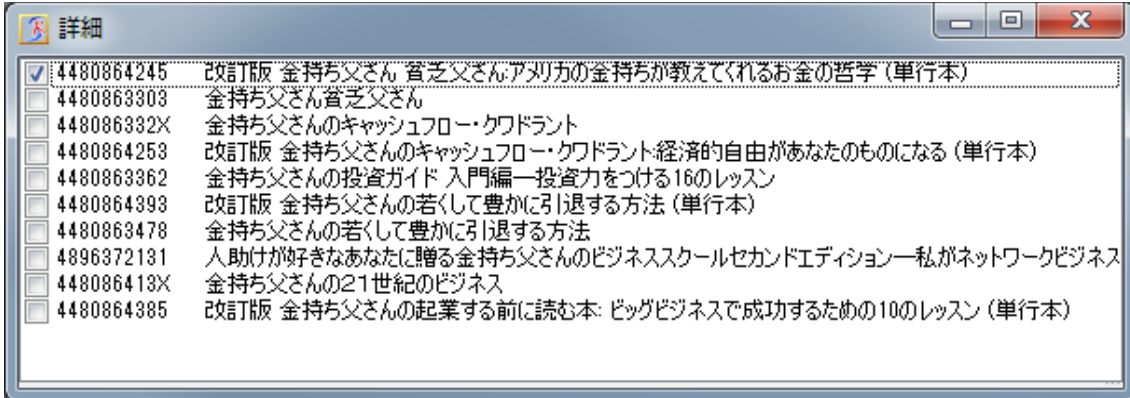 詳細
4480864245 改訂版 金持ち父さん 貧乏父さん:アメリカの金持ちが教えてくれるお金の哲学 (単行本)
4480863303 金持ち父さん貧乏父さん
448086332X 金持ち父さんのキャッシュフロー・クワドラント
4480864253 改訂版 金持ち父さんのキャッシュフロー・クワドラント:経済的自由があなたのものになる (単行本)
4480863362 金持ち父さんの投資ガイド 入門編―投資力をつける16のレッスン
4480864393 改訂版 金持ち父さんの若くして豊かに引退する方法 (単行本)
4480863478 金持ち父さんの若くして豊かに引退する方法
4896372131 人助けが好きなあなたに贈る金持ち父さんのビジネススクールセカンドエディション―私がネットワークビジネス
448086413X 金持ち父さんの21世紀のビジネス
4480864385 改訂版 金持ち父さんの起業する前に読む本: ビッグビジネスで成功するための10のレッスン (単行本)